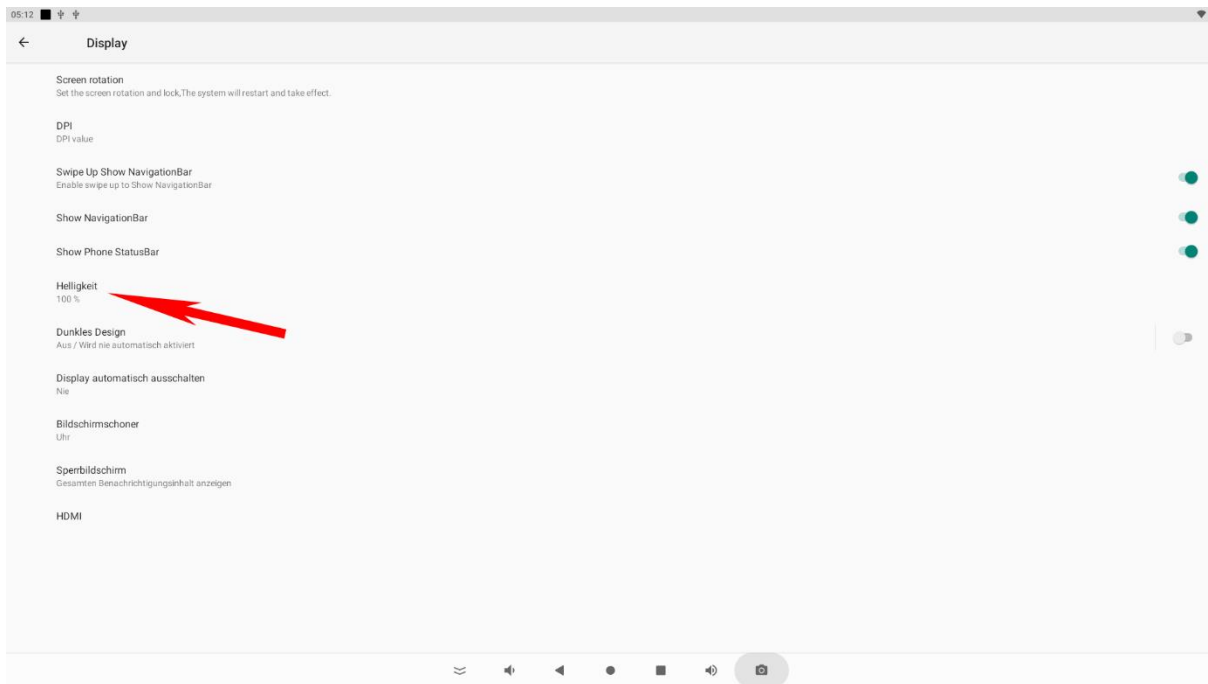 05:12
Display
Screen rotation
Set the screen rotation and lock,The system will restart and take effect.
DPI
DPI value
Swipe Up Show NavigationBar
Enable swipe up to Show NavigationBar
Show NavigationBar
Show Phone StatusBar
Helligkeit
100 %
Dunkles Design
Aus / Wird nie automatisch aktiviert
Display automatisch ausschalten
Nie
Bildschirmschoner
Uhr
Sperrbildschirm
Gesamten Benachrichtigungsinhalt anzeigen
HDMI